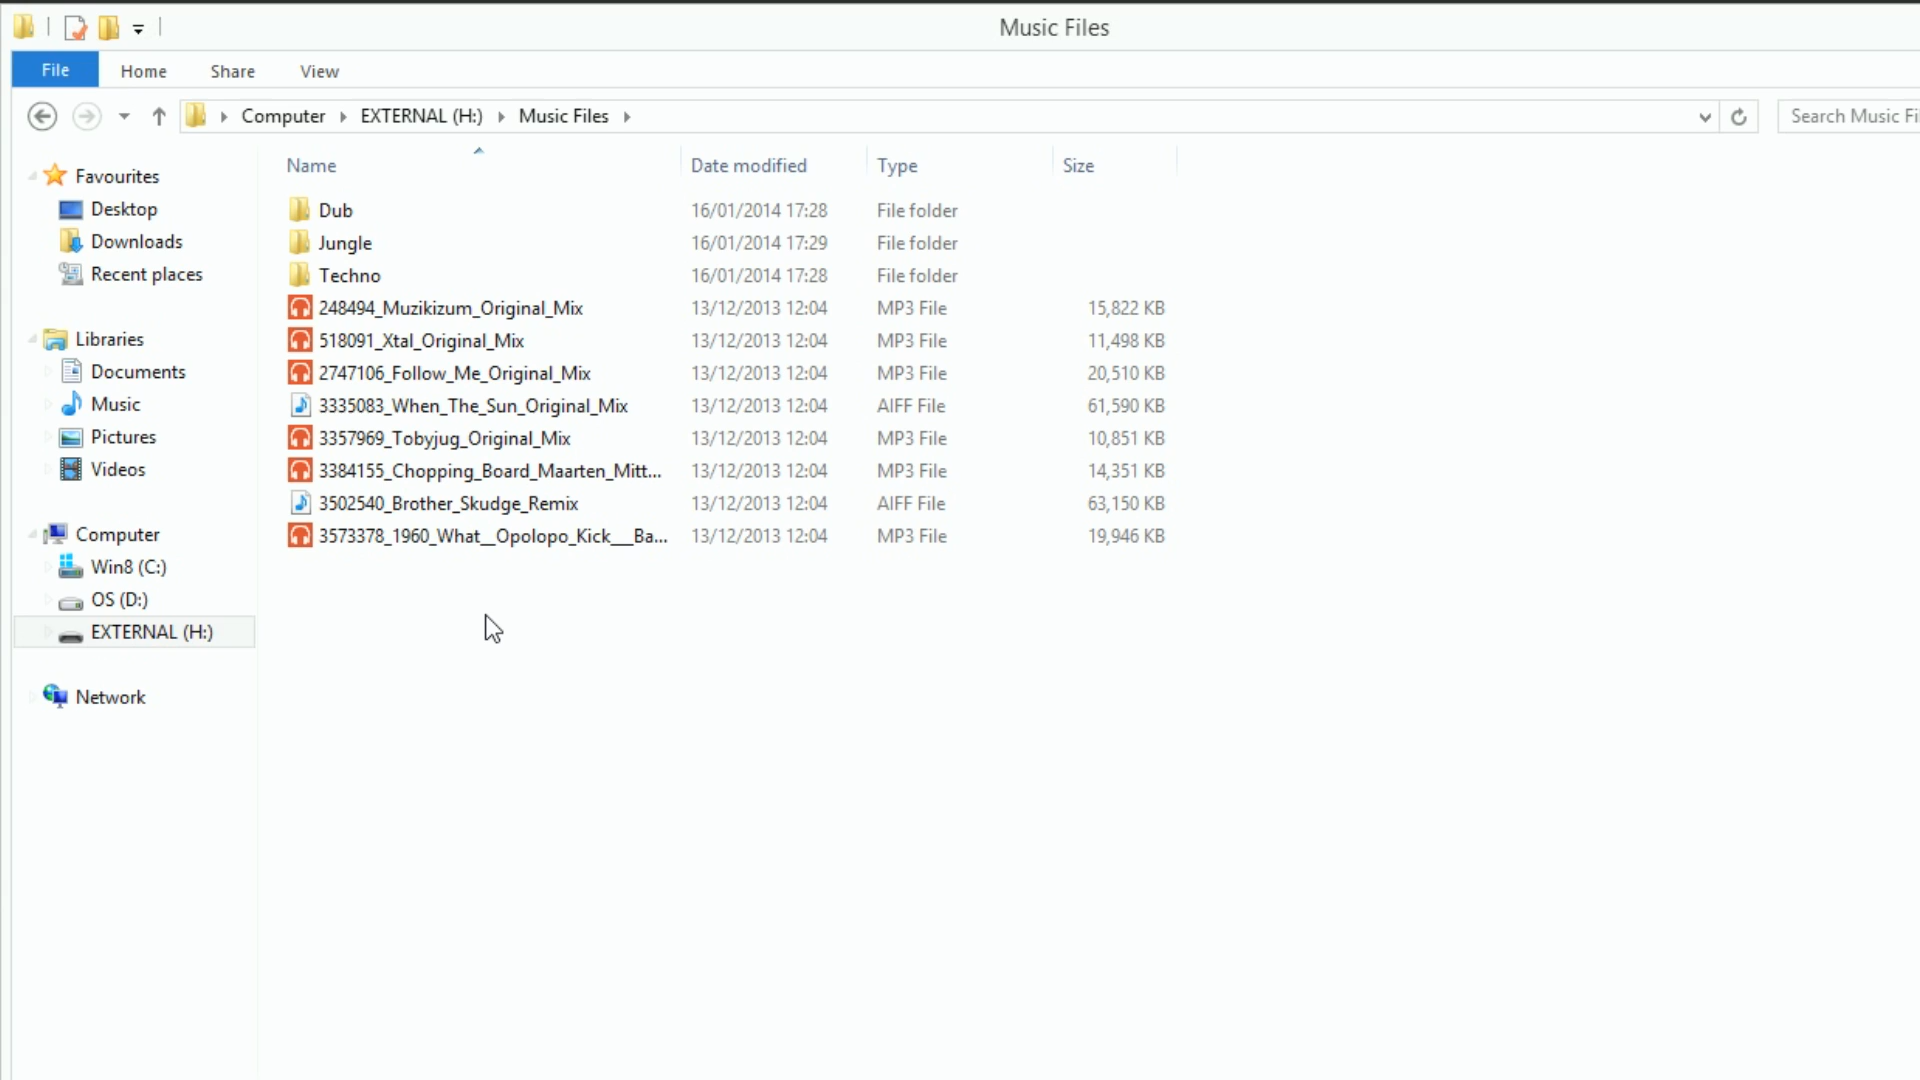 Music Files
File Home Share View
Computer EXTERNAL (H:) Music Files Search Music Fi
Name Date modified Type Size
Favourites
Desktop
Downloads
Recent places
Libraries
Documents
Music
Pictures
Videos
Computer
Win8 (C:)
OS (D:)
EXTERNAL (H:)
Network
Dub 16/01/2014 17:28 File folder
Jungle 16/01/2014 17:29 File folder
Techno 16/01/2014 17:28 File folder
248494_Muzikizum_Original_Mix 13/12/2013 12:04 MP3 File 15,822 KB
518091_Xtal_Original_Mix 13/12/2013 12:04 MP3 File 11,498 KB
2747106_Follow_Me_Original_Mix 13/12/2013 12:04 MP3 File 20,510 KB
3335083_When_The_Sun_Original_Mix 13/12/2013 12:04 AIFF File 61,590 KB
3357969_Tobyjug_Original_Mix 13/12/2013 12:04 MP3 File 10,851 KB
3384155_Chopping_Board_Maarten_Mitt... 13/12/2013 12:04 MP3 File 14,351 KB
3502540_Brother_Skudge_Remix 13/12/2013 12:04 AIFF File 63,150 KB
3573378_1960_What__Opolopo_Kick___Ba... 13/12/2013 12:04 MP3 File 19,946 KB